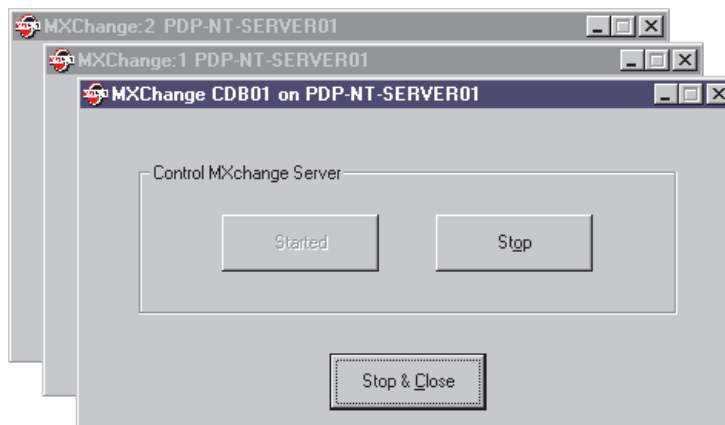 MXChange:2 PDP-NT-SERVER01
MXChange:1 PDP-NT-SERVER01
MXChange CDB01 on PDP-NT-SERVER01
Control MXchange Server
Started
Stop
Stop & Close